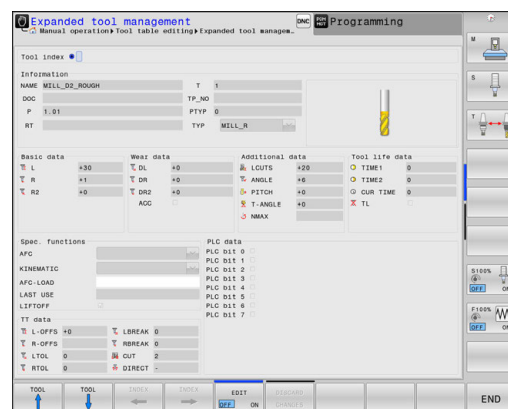 Expanded tool management DNC Programming
Manual operation Tool table editing Expanded tool managem…
Tool index
Information
NAME MILL_D2_ROUGH T 1
DOC TP_NO
P 1.01 PTYP 0
RT TYP MILL_R
Basic data Wear data Additional data Tool life data
L +30 DL +0 LCUTS +20 TIME1 0
R +1 DR +0 ANGLE +6 TIME2 0
R2 +0 DR2 +0 PITCH +0 CUR TIME 0
ACC T-ANGLE +0 TL
NMAX
Spec. functions PLC data
AFC PLC bit 0
PLC bit 1
KINEMATIC PLC bit 2
PLC bit 3
AFC-LOAD PLC bit 4
LAST USE PLC bit 5
LIFTOFF PLC bit 6
PLC bit 7
TT data
L-OFFS +0 LBREAK 0
R-OFFS RBREAK 0
LTOL 0 CUT 2
RTOL 0 DIRECT -
M
S
T
S100%
OFF ON
F100% W
OFF ON
TOOL TOOL INDEX INDEX EDIT DISCARD
OFF ON CHANGES
END